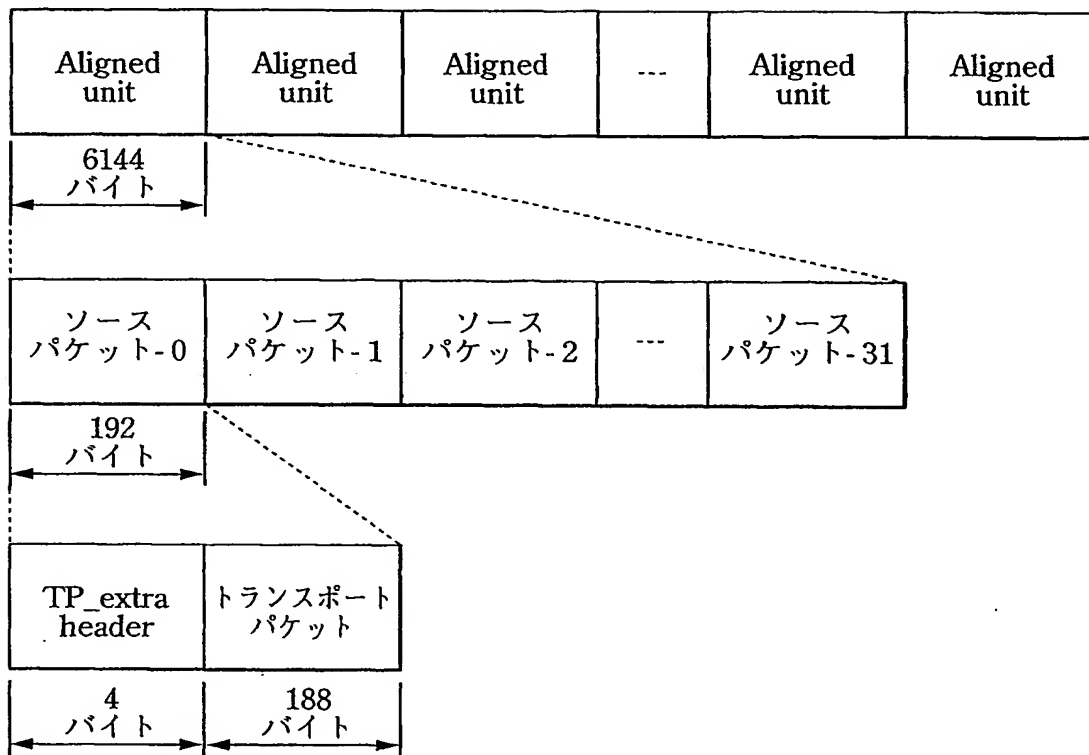 Aligned unit
Aligned unit
Aligned unit
---
Aligned unit
Aligned unit
6144 バイト
ソース パケット-0
ソース パケット-1
ソース パケット-2
---
ソース パケット-31
192 バイト
TP_extra header
トランスポート パケット
4 バイト
188 バイト